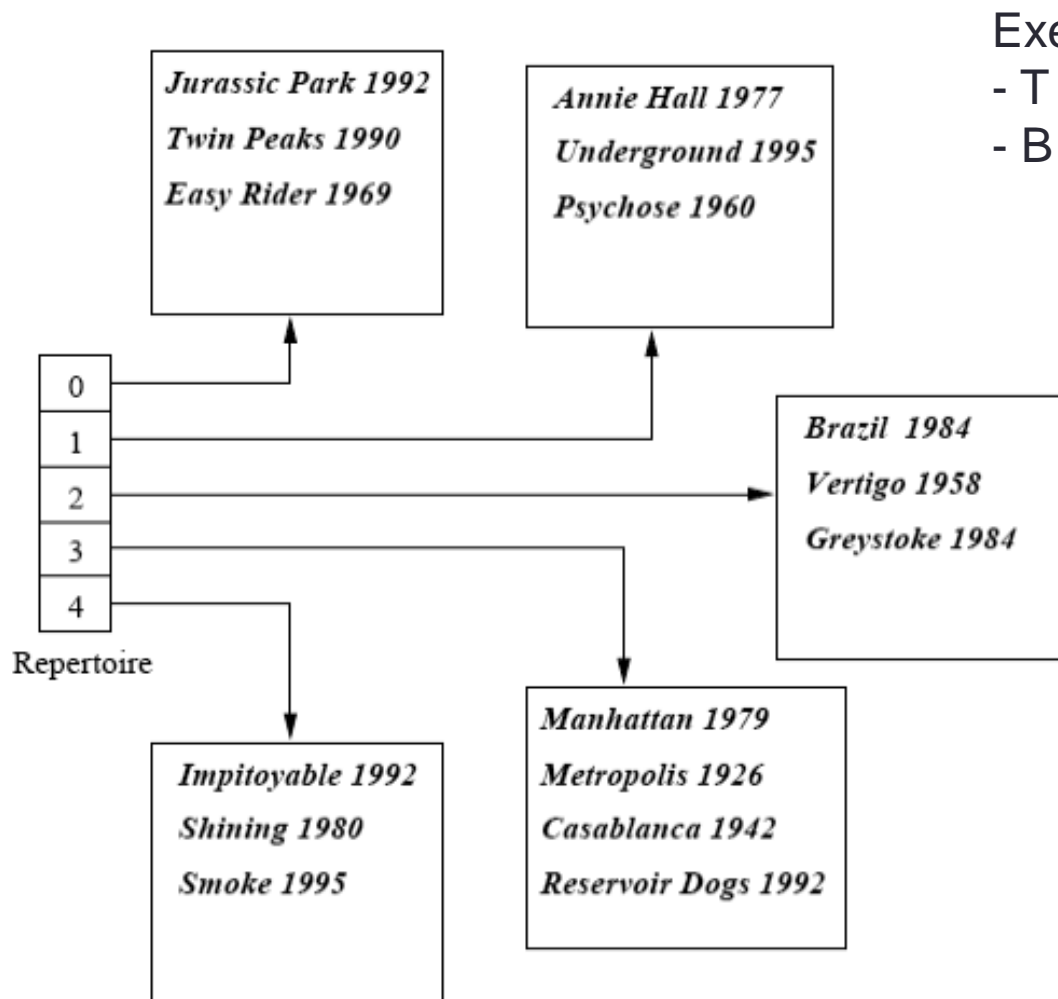 Exe
- T
- B
Jurassic Park 1992
Twin Peaks 1990
Easy Rider 1969
Annie Hall 1977
Underground 1995
Psychose 1960
0
1
2
3
4
Repertoire
Brazil 1984
Vertigo 1958
Greystoke 1984
Manhattan 1979
Metropolis 1926
Casablanca 1942
Reservoir Dogs 1992
Impitoyable 1992
Shining 1980
Smoke 1995